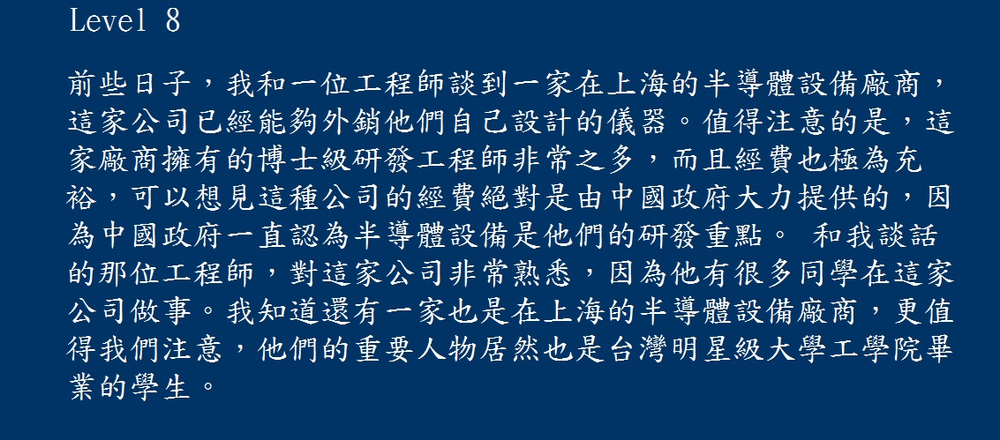 Level 8
前些日子，我和一位工程師談到一家在上海的半導體設備廠商，
這家公司已經能夠外銷他們自己設計的儀器。值得注意的是，這
家廠商擁有的博士級研發工程師非常之多，而且經費也極為充
裕，可以想見這種公司的經費絕對是由中國政府大力提供的，因
為中國政府一直認為半導體設備是他們的研發重點。 和我談話
的那位工程師，對這家公司非常熟悉，因為他有很多同學在這家
公司做事。我知道還有一家也是在上海的半導體設備廠商，更值
得我們注意，他們的重要人物居然也是台灣明星級大學工學院畢
業的學生。